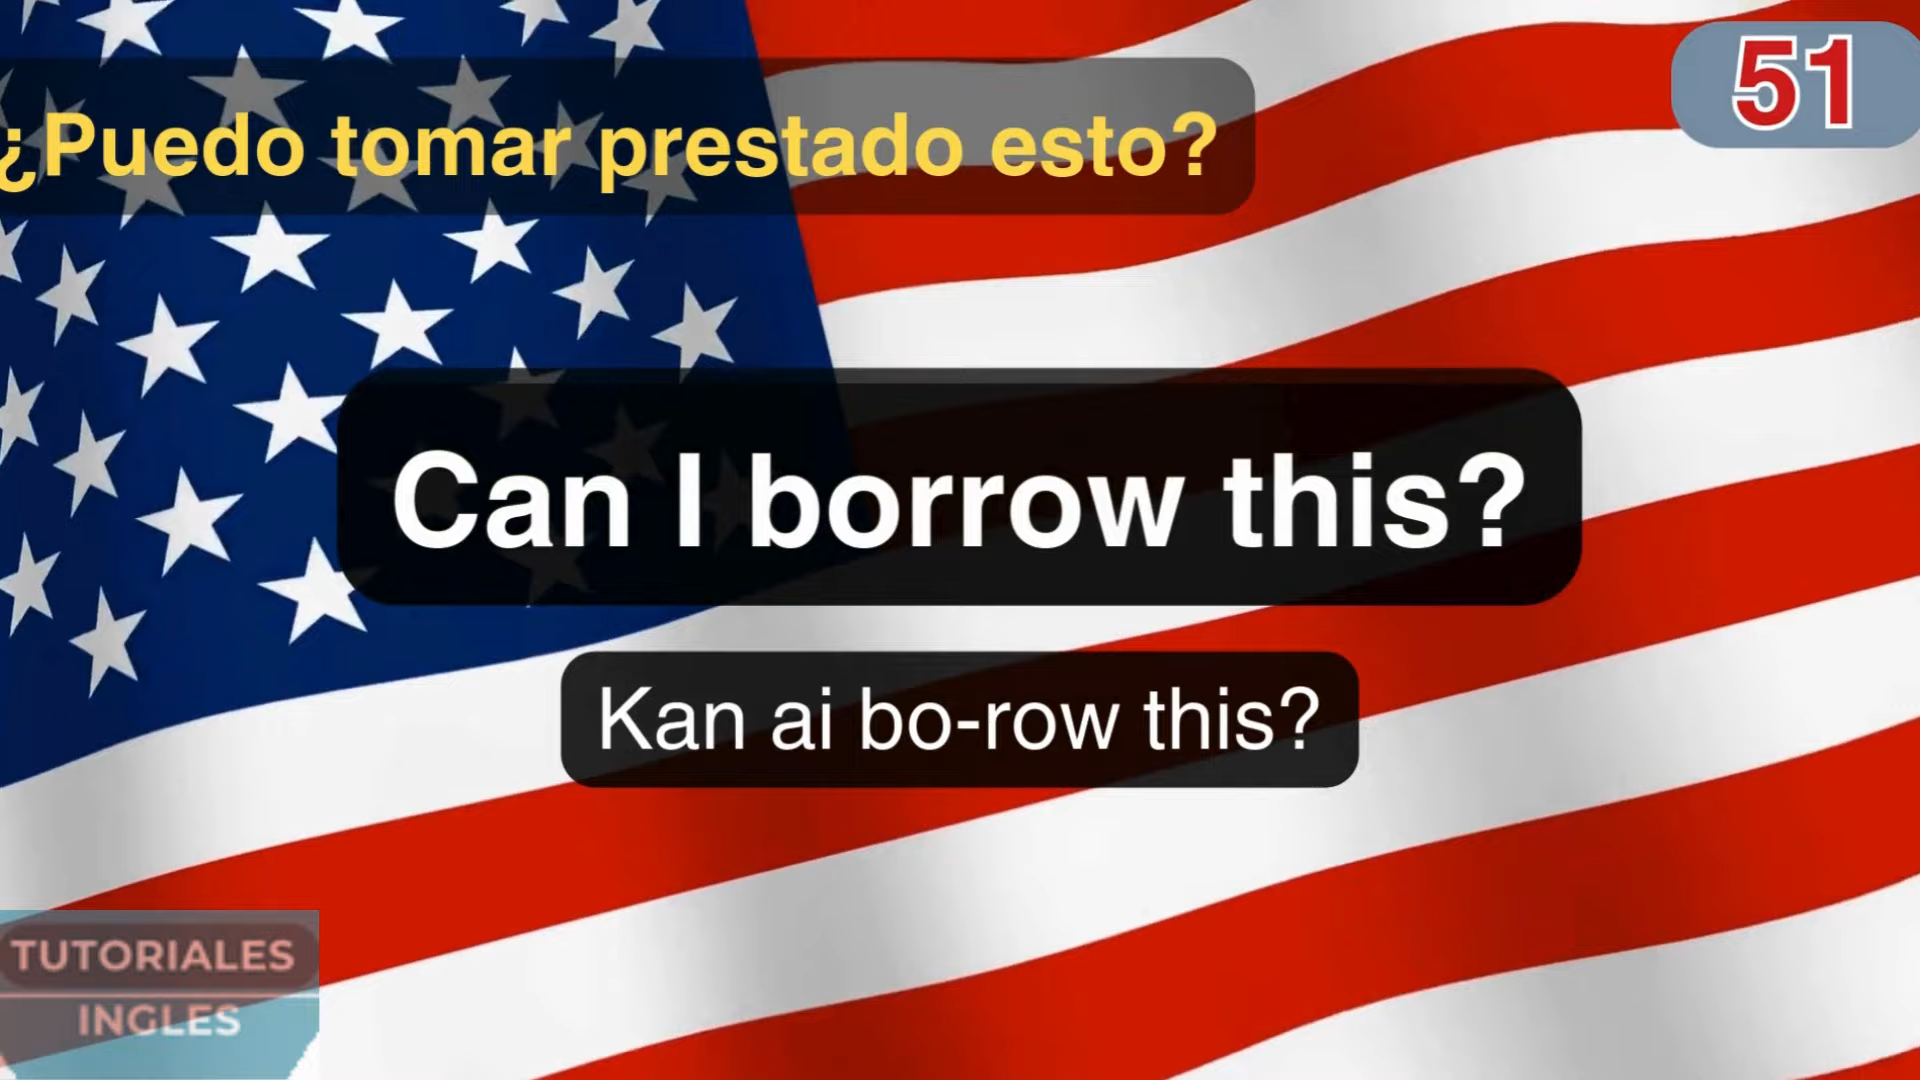 ¿Puedo tomar prestado esto?
51
Can I borrow this?
Kan ai bo-row this?
TUTORIALES
INGLES